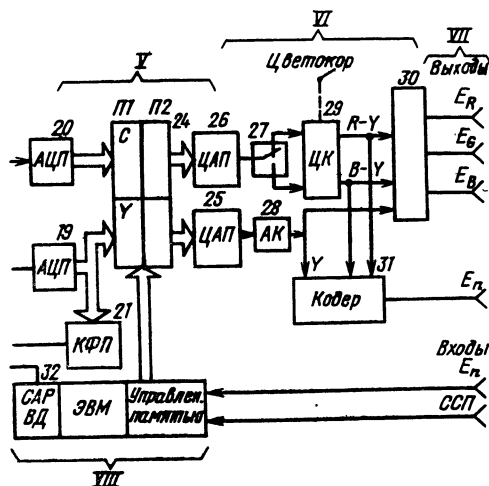 VI
VII
V
Цветокор
Выходы
20
П1
П2
24
26
27
29
30
C
АЦП
ЦАП
ЦК
R-Y
B-Y
E_R
E_G
E_B
19
Y
25
28
АЦП
ЦАП
АК
21
Y
31
КФП
Кодер
E_п
32
Входы
E_п
САР ВД
ЭВМ
Управлен. памятью
ССП
VIII